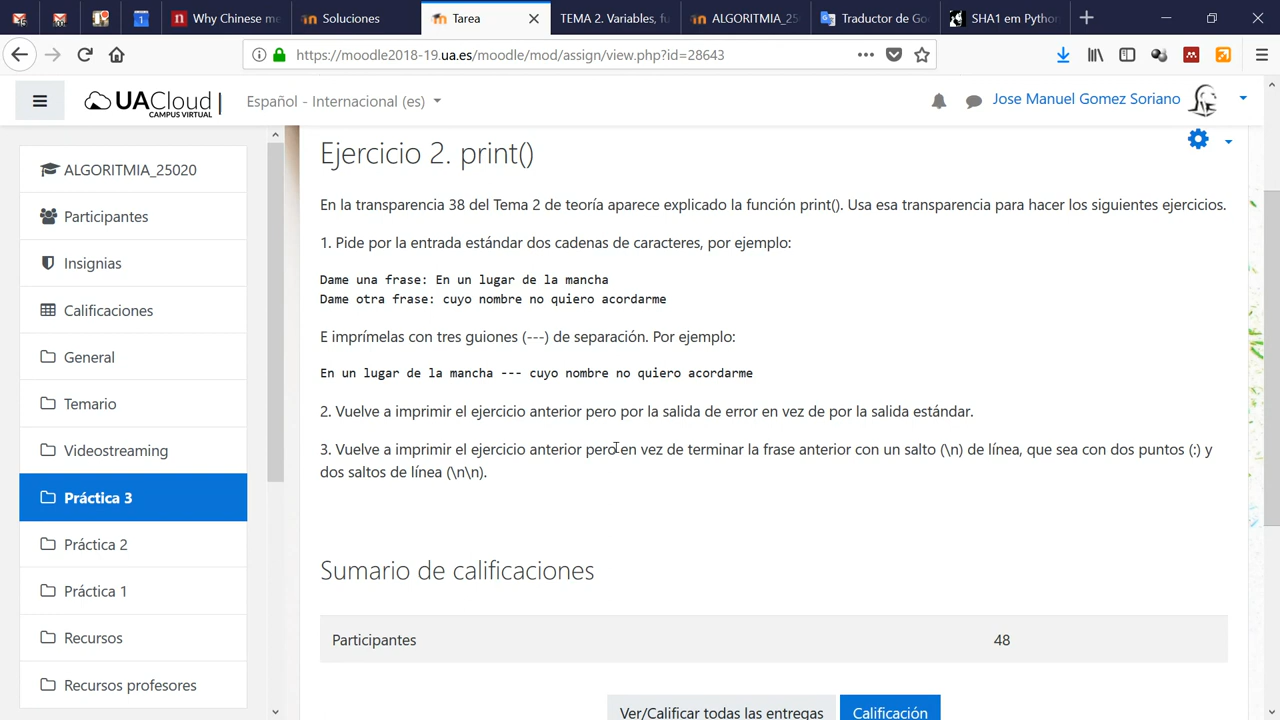 Why Chinese me
Soluciones
Tarea
TEMA 2. Variables, fu
ALGORITMIA_25
Traductor de Go
SHA1 em Python
https://moodle2018-19.ua.es/moodle/mod/assign/view.php?id=28643
UACloud
CAMPUS VIRTUAL
Español - Internacional (es)
Jose Manuel Gomez Soriano
ALGORITMIA_25020
Participantes
Insignias
Calificaciones
General
Temario
Videostreaming
Práctica 3
Práctica 2
Práctica 1
Recursos
Recursos profesores
Ejercicio 2. print()
En la transparencia 38 del Tema 2 de teoría aparece explicado la función print(). Usa esa transparencia para hacer los siguientes ejercicios.
1. Pide por la entrada estándar dos cadenas de caracteres, por ejemplo:
Dame una frase: En un lugar de la mancha
Dame otra frase: cuyo nombre no quiero acordarme
E imprímelas con tres guiones (---) de separación. Por ejemplo:
En un lugar de la mancha --- cuyo nombre no quiero acordarme
2. Vuelve a imprimir el ejercicio anterior pero por la salida de error en vez de por la salida estándar.
3. Vuelve a imprimir el ejercicio anterior pero en vez de terminar la frase anterior con un salto (\n) de línea, que sea con dos puntos (:) y
dos saltos de línea (\n\n).
Sumario de calificaciones
Participantes 48
Ver/Calificar todas las entregas
Calificación